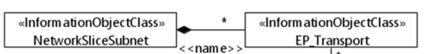 «InformationObjectClass»
NetworkSliceSubnet
*
<<name>>
«InformationObjectClass»
EP_Transport